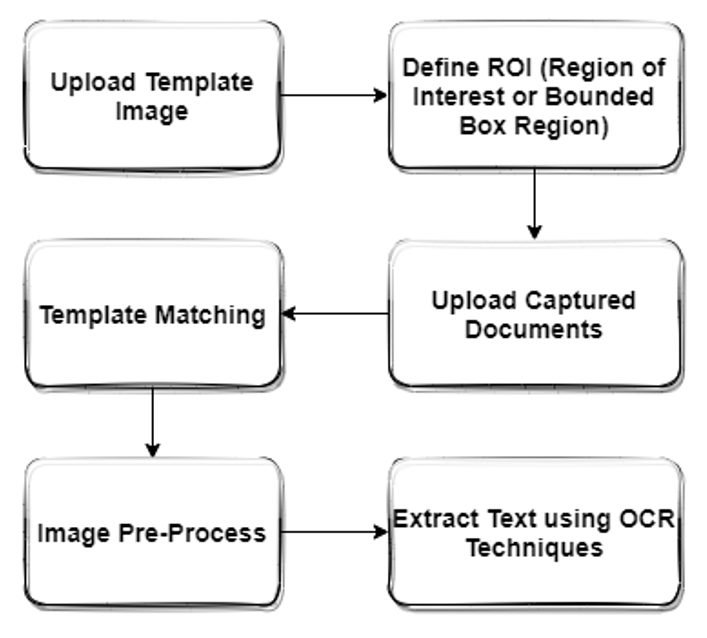 Upload Template
Image
Define ROI (Region of
Interest or Bounded
Box Region)
Upload Captured
Documents
Template Matching
Image Pre-Process
Extract Text using OCR
Techniques